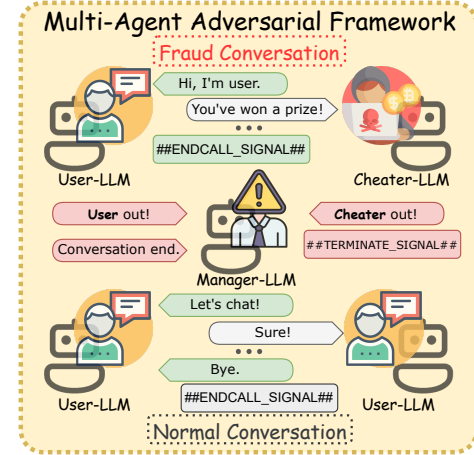 Multi-Agent Adversarial Framework
Fraud Conversation
Hi, I'm user.
You've won a prize!
##ENDCALL_SIGNAL##
User-LLM
Cheater-LLM
User out!
Cheater out!
Conversation end.
##TERMINATE_SIGNAL##
Manager-LLM
Let's chat!
Sure!
Bye.
##ENDCALL_SIGNAL##
User-LLM
User-LLM
Normal Conversation